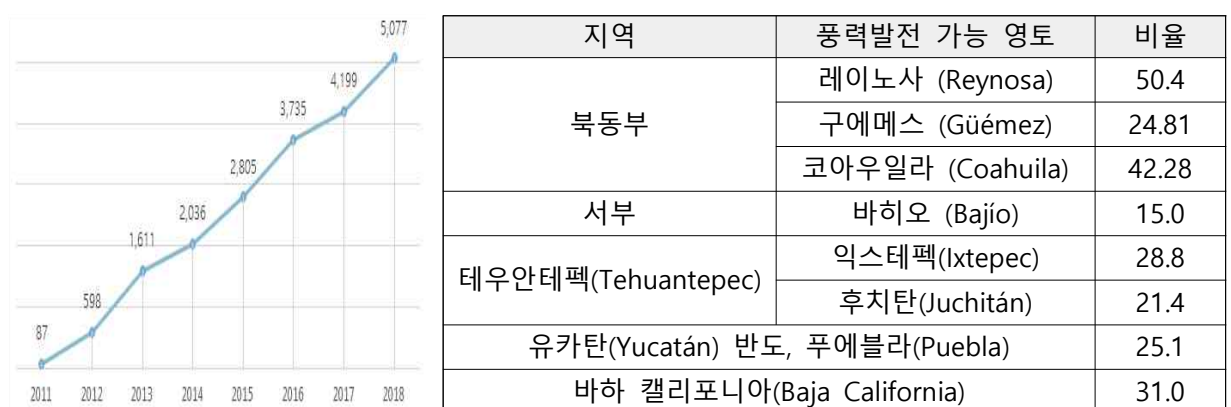 5,077
4,199
3,735
2,805
2,036
1,611
598
87
2011 2012 2013 2014 2015 2016 2017 2018
지역 풍력발전 가능 영토 비율
북동부 레이노사 (Reynosa) 50.4
구에메스 (Güémez) 24.81
코아우일라 (Coahuila) 42.28
서부 바히오 (Bajío) 15.0
테우안테펙(Tehuantepec) 익스테펙(Ixtepec) 28.8
후치탄(Juchitán) 21.4
유카탄(Yucatán) 반도, 푸에블라(Puebla) 25.1
바하 캘리포니아(Baja California) 31.0